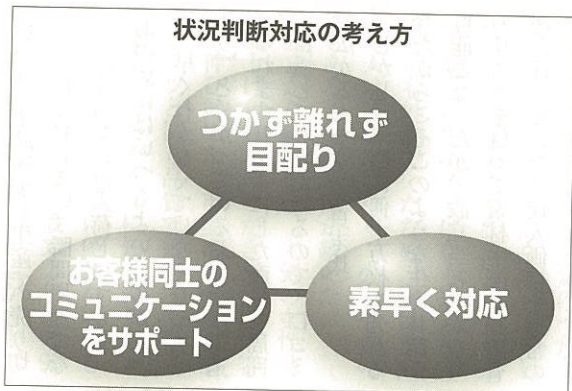 状況判断対応の考え方
つかず離れず
目配り
お客様同士の
コミュニケーション
をサポート
素早く対応